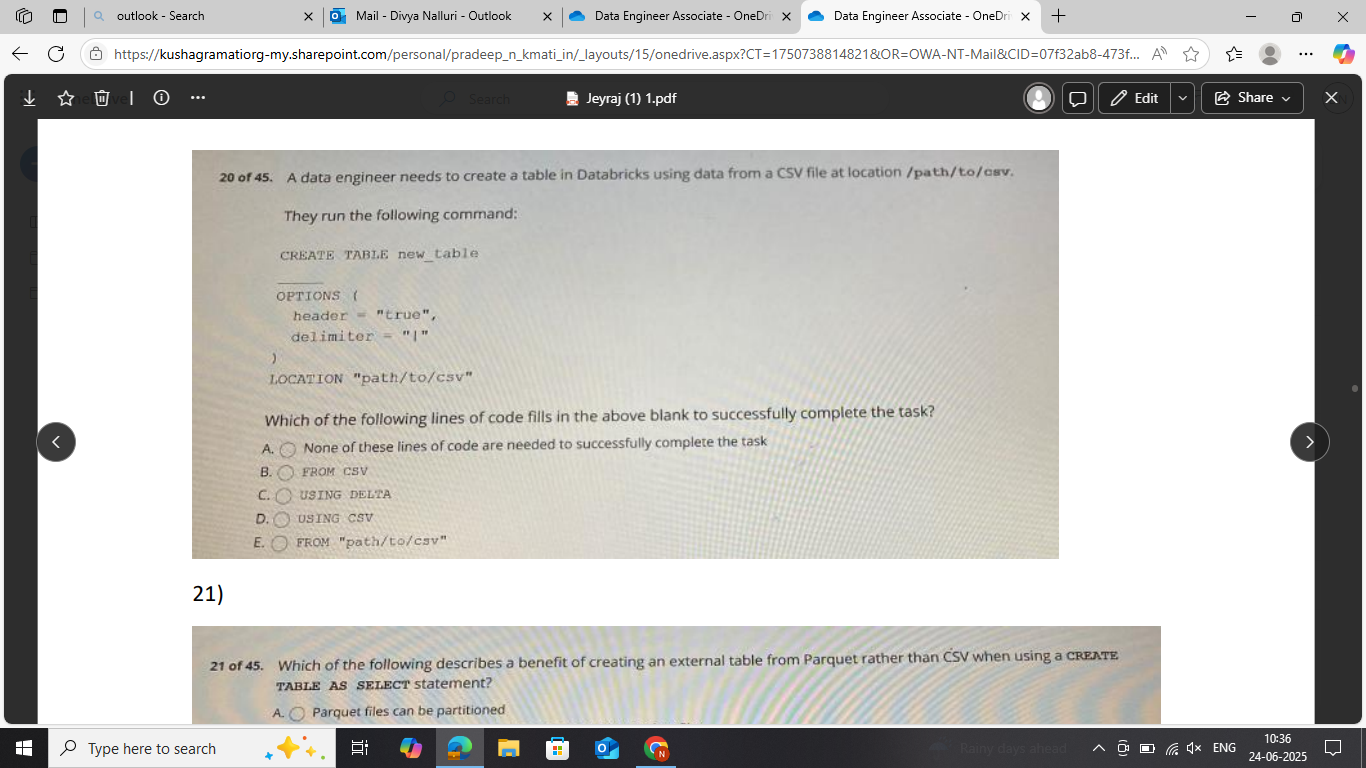 outlook - Search
Mail - Divya Nalluri - Outlook
Data Engineer Associate - OneDri
Data Engineer Associate - OneDri
https://kushagramatiorg-my.sharepoint.com/personal/pradeep_n_kmati_in/_layouts/15/onedrive.aspx?CT=1750738814821&OR=OWA-NT-Mail&CID=07f32ab8-473f...
Search
Jeyraj (1) 1.pdf
Edit
Share
20 of 45. A data engineer needs to create a table in Databricks using data from a CSV file at location /path/to/csv.
They run the following command:
CREATE TABLE new_table
______
OPTIONS (
header = "true",
delimiter = "|"
)
LOCATION "path/to/csv"
Which of the following lines of code fills in the above blank to successfully complete the task?
A. None of these lines of code are needed to successfully complete the task
B. FROM CSV
C. USING DELTA
D. USING CSV
E. FROM "path/to/csv"
21)
21 of 45. Which of the following describes a benefit of creating an external table from Parquet rather than CSV when using a CREATE
TABLE AS SELECT statement?
A. Parquet files can be partitioned
Type here to search
Rainy days ahead
ENG
10:36
24-06-2025